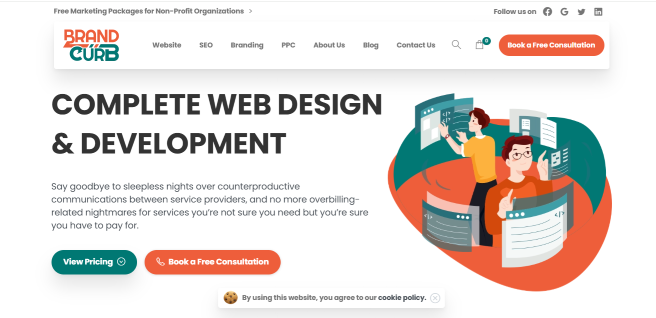 Free Marketing Packages for Non-Profit Organizations >
Follow us on
BRAND
CURB
Website SEO Branding PPC About Us Blog Contact Us
0
Book a Free Consultation
COMPLETE WEB DESIGN
& DEVELOPMENT
Say goodbye to sleepless nights over counterproductive
communications between service providers, and no more overbilling-
related nightmares for services you're not sure you need but you're sure
you have to pay for.
View Pricing
Book a Free Consultation
By using this website, you agree to our cookie policy.